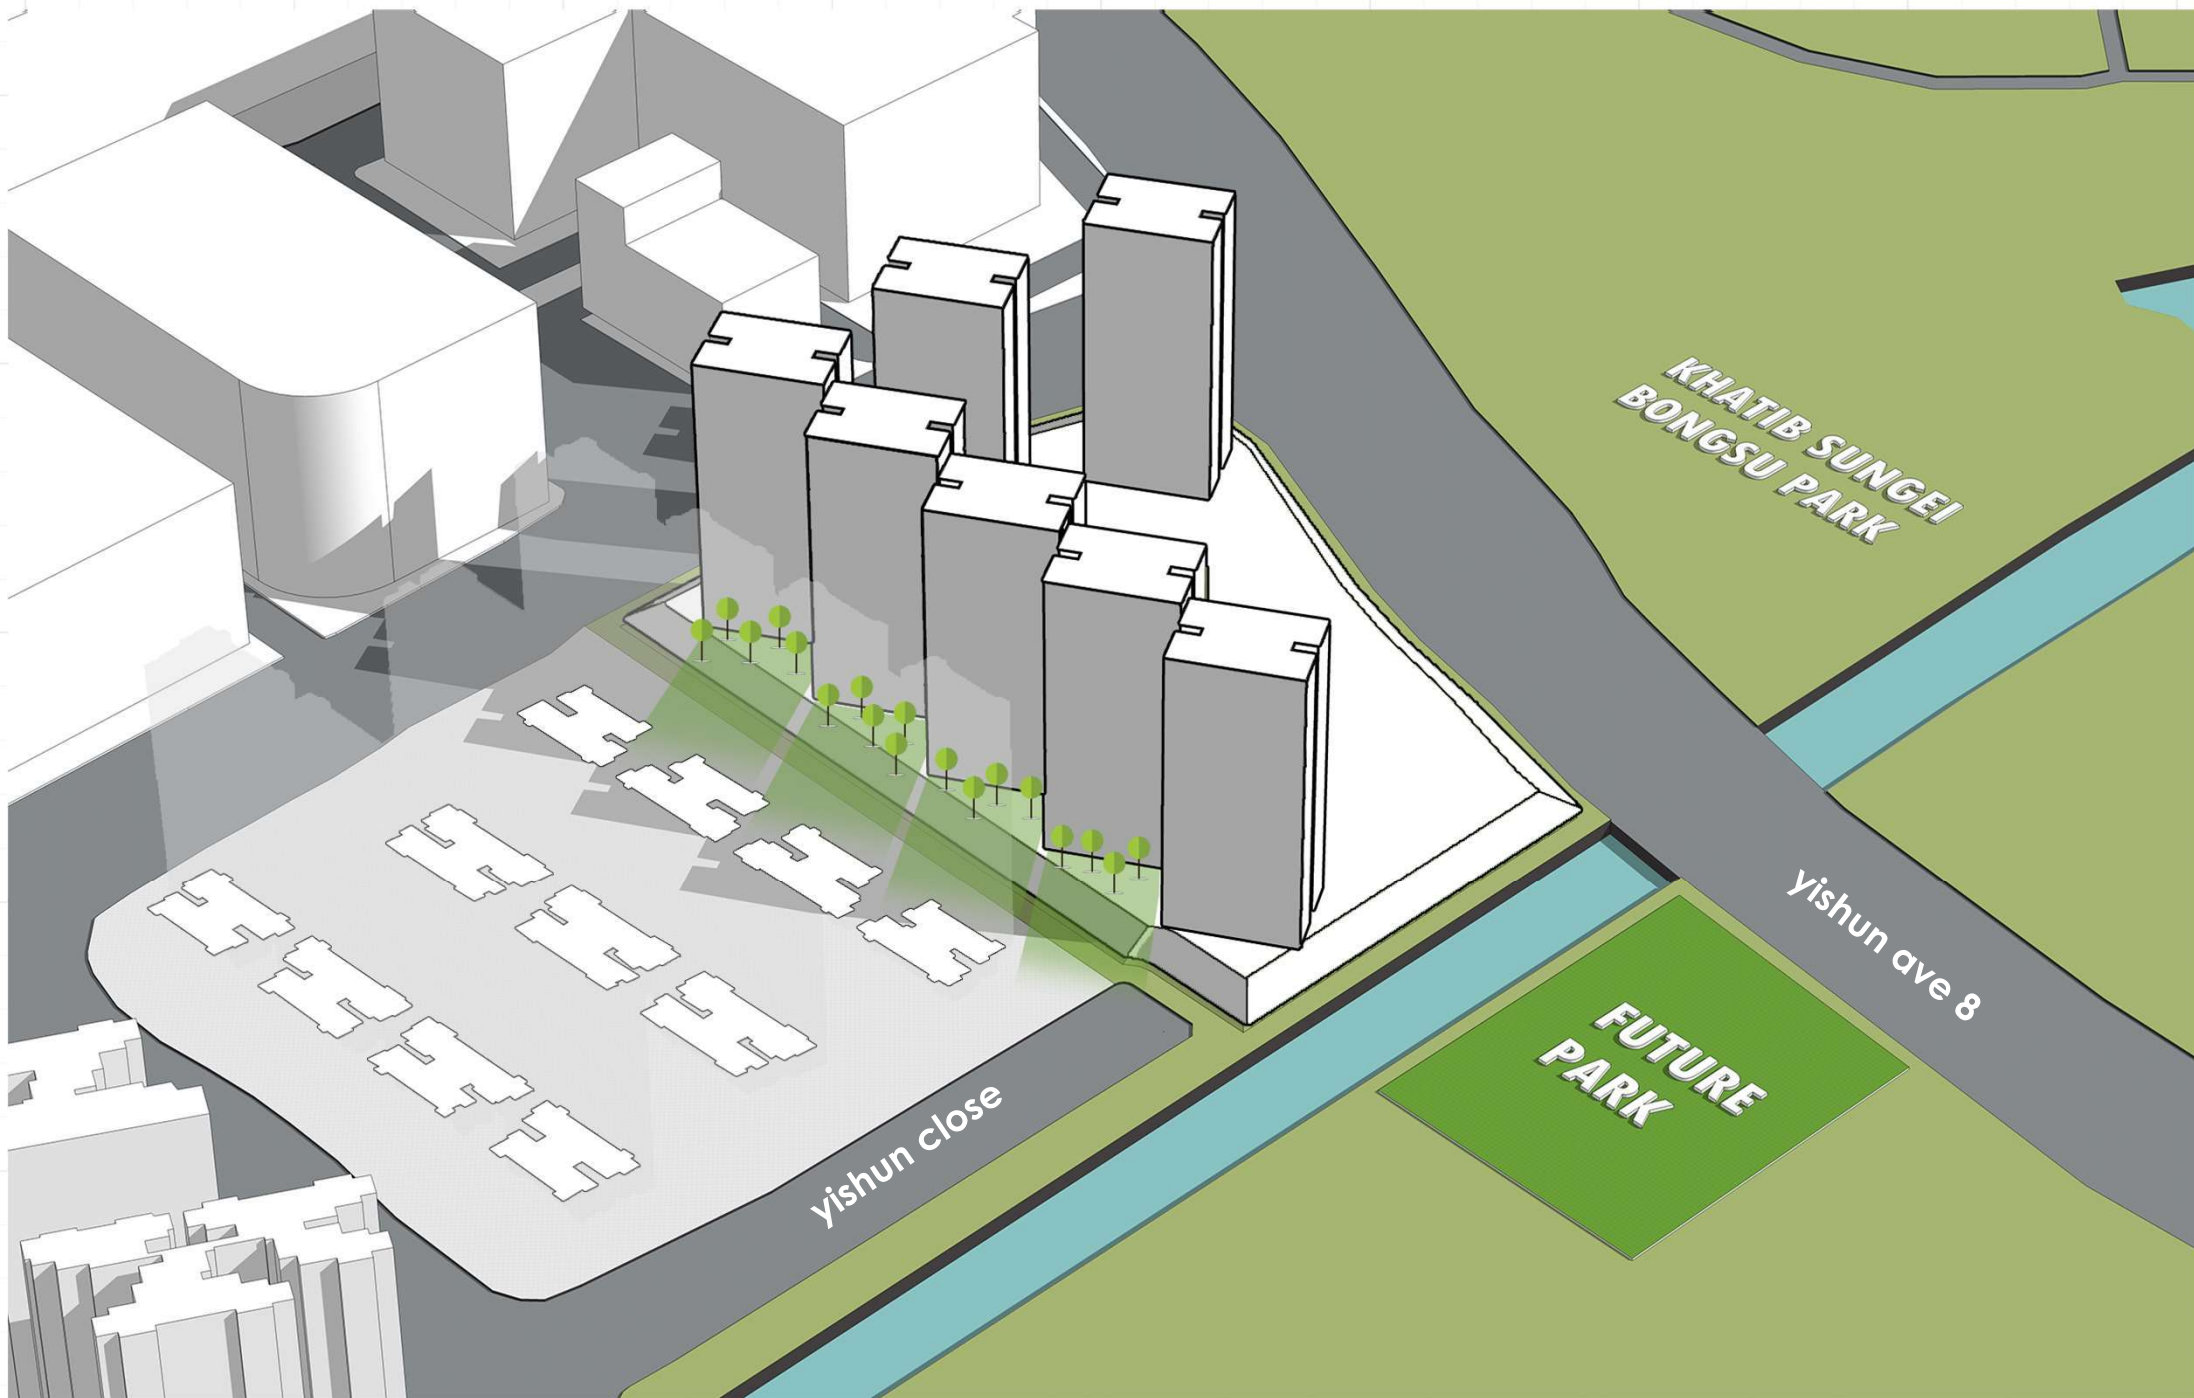 KHATIB SUNGEI
BONGSU PARK
yishun ave 8
FUTURE
PARK
yishun close